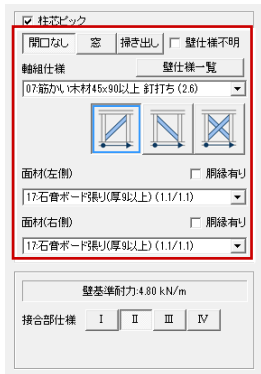 柱芯ピック
開口なし 窓 掃き出し 壁仕様不明
軸組仕様 壁仕様一覧
07:筋かい木材45x90以上 釘打ち (2.6)
面材(左側) 胴縁有り
17:石膏ボード張り(厚9以上) (1.1/1.1)
面材(右側) 胴縁有り
17:石膏ボード張り(厚9以上) (1.1/1.1)
壁基準耐力:4.80 kN/m
接合部仕様 Ⅰ Ⅱ Ⅲ Ⅳ